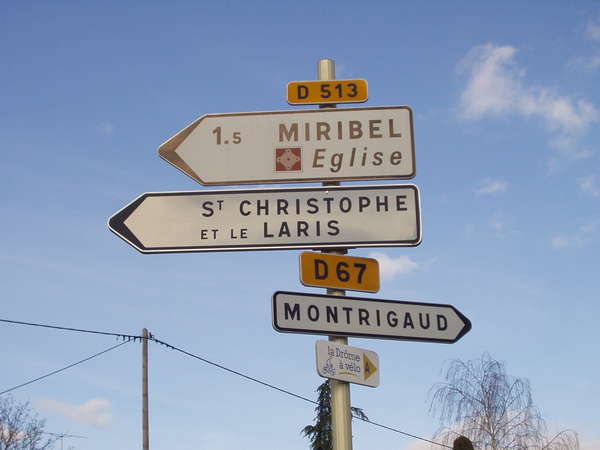 D 513
1.5 MIRIBEL
Eglise
ST CHRISTOPHE
ET LE LARIS
D 67
MONTRIGAUD
la Drôme
à vélo
A